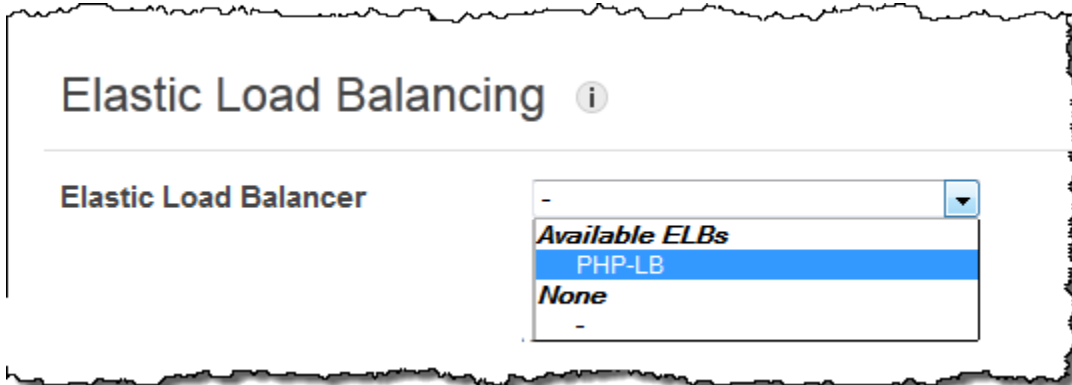 Elastic Load Balancing i
Elastic Load Balancer -
Available ELBs
PHP-LB
None
-